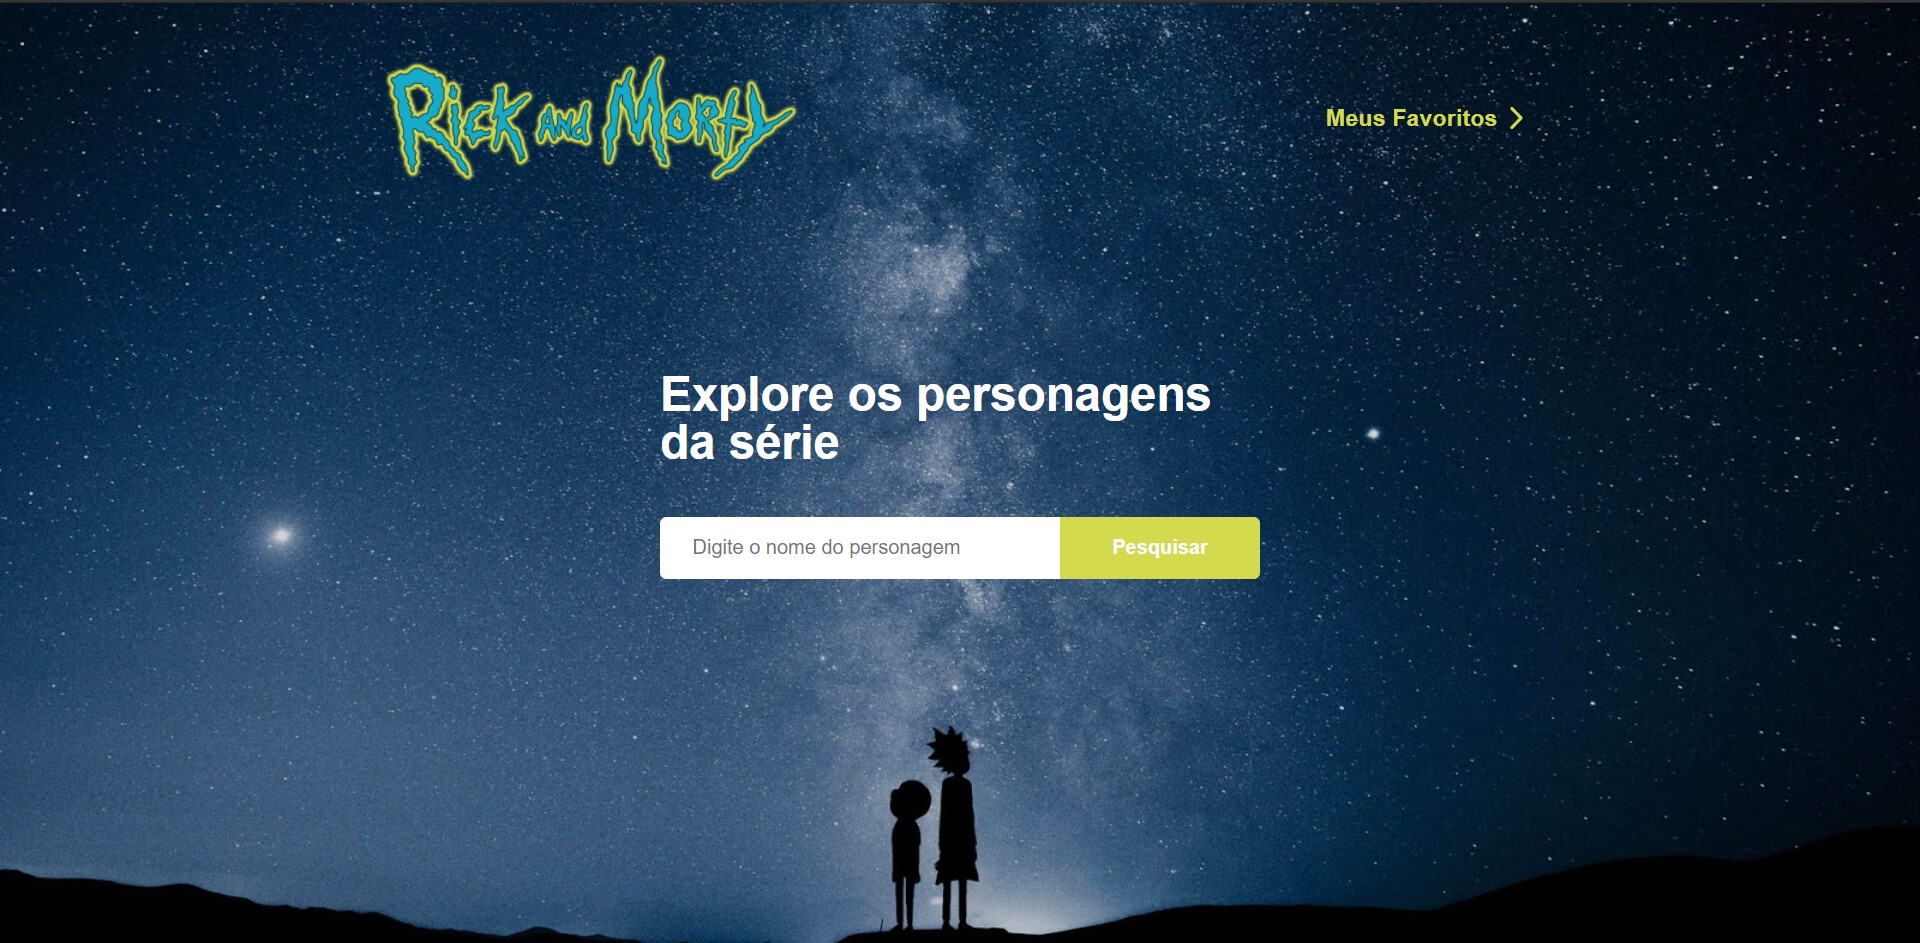 Rick and Morty
Meus Favoritos
Explore os personagens
da série
Digite o nome do personagem
Pesquisar